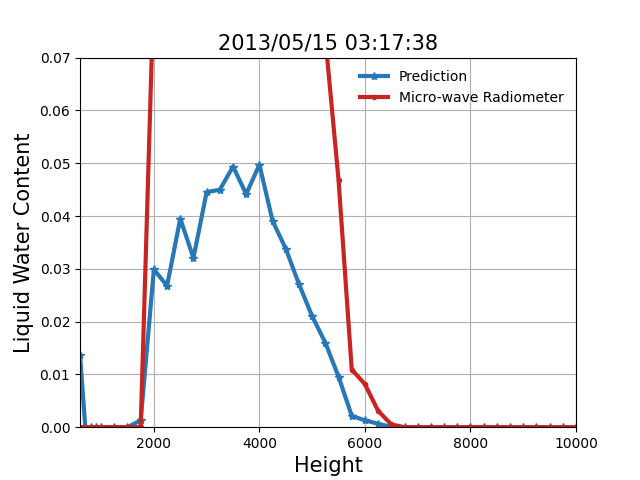 2013/05/15 03:17:38
0.07
0.06
0.05
0.04
0.03
0.02
0.01
0.00
Liquid Water Content
Prediction
Micro-wave Radiometer
2000 4000 6000 8000 10000
Height